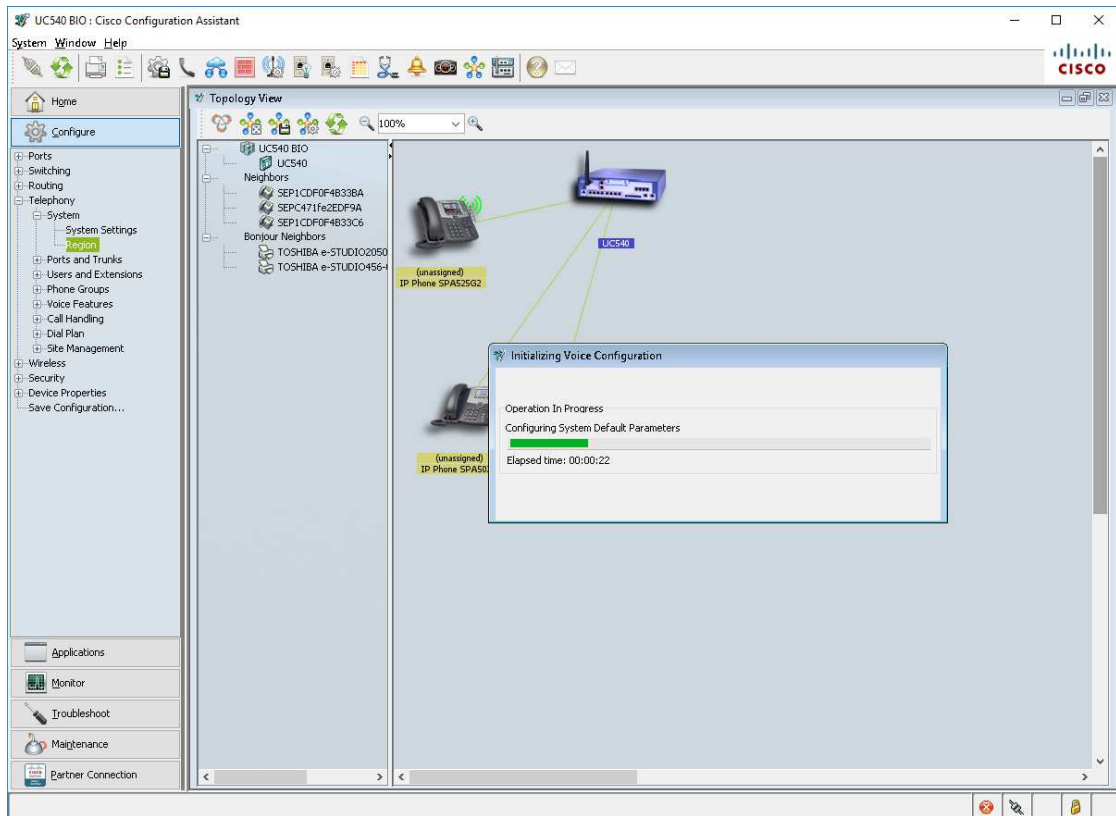 UC540 BIO : Cisco Configuration Assistant
System Window Help
CISCO
Home
Configure
Ports
Switching
Routing
Telephony
System
System Settings
Region
Ports and Trunks
Users and Extensions
Phone Groups
Voice Features
Call Handling
Dial Plan
Site Management
Wireless
Security
Device Properties
Save Configuration...
Applications
Monitor
Troubleshoot
Maintenance
Partner Connection
Topology View
100%
UC540 BIO
UC540
Neighbors
SEP1CDF0F4B33BA
SEPC471fe2EDF9A
SEP1CDF0F4B33C6
Bonjour Neighbors
TOSHIBA e-STUDIO2050
TOSHIBA e-STUDIO456-
UC540
(unassigned)
IP Phone SPA525G2
(unassigned)
IP Phone SPA50
Initializing Voice Configuration
Operation In Progress
Configuring System Default Parameters
Elapsed time: 00:00:22